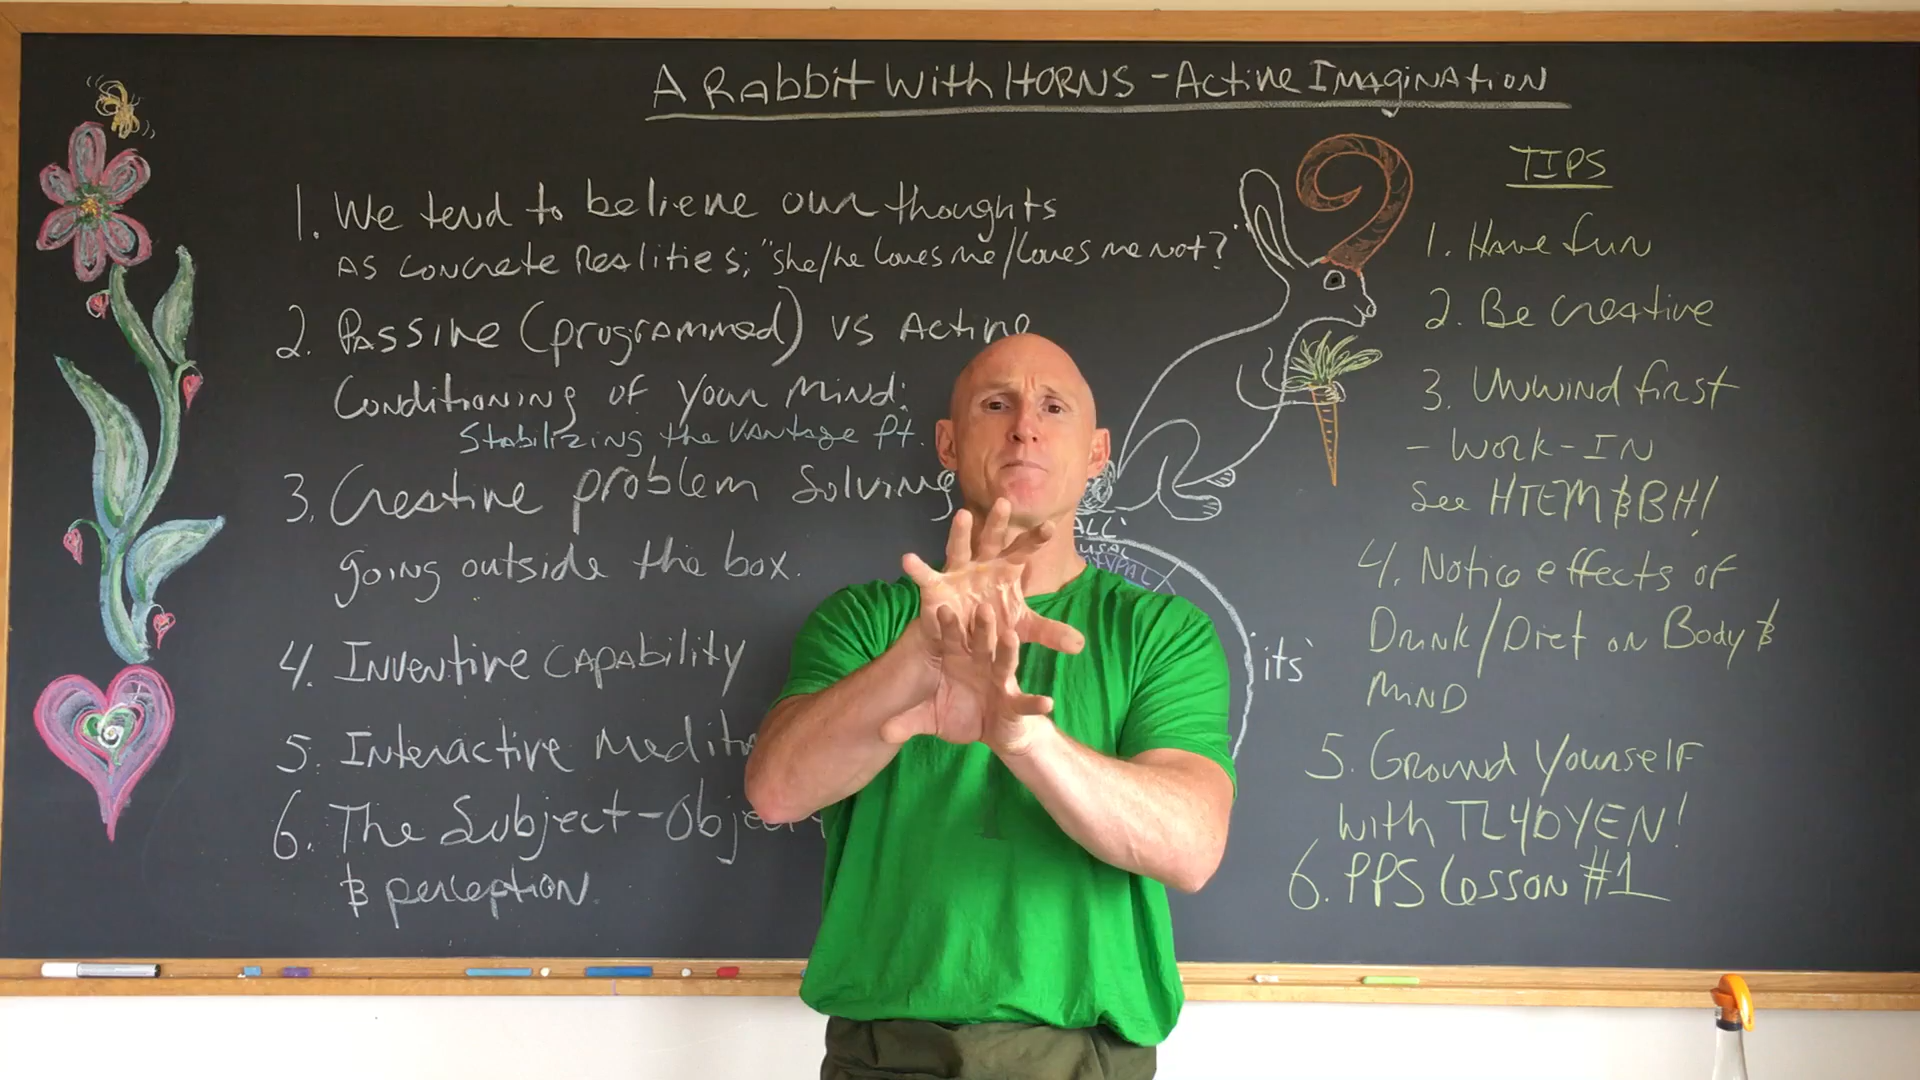 A Rabbit With HORNS - Active Imagination
1. We tend to believe our thoughts
as concrete realities; "she/he loves me/loves me not?"
2. Passive (programmed) vs Active
Conditioning of your mind:
Stabilizing the vantage pt.
3. Creative problem solving
going outside the box.
4. Inventive capability
5. Interactive
6. The Subject-Object
& perception.
ALL'
its'
TIPS
1. Have fun
2. Be creative
3. Unwind first
- Work-IN
See HTEM&BH!
4. Notice effects of
Drink/Diet on Body &
MIND
5. Ground Yourself
with TL4DYEN!
6. PPS Lesson #1